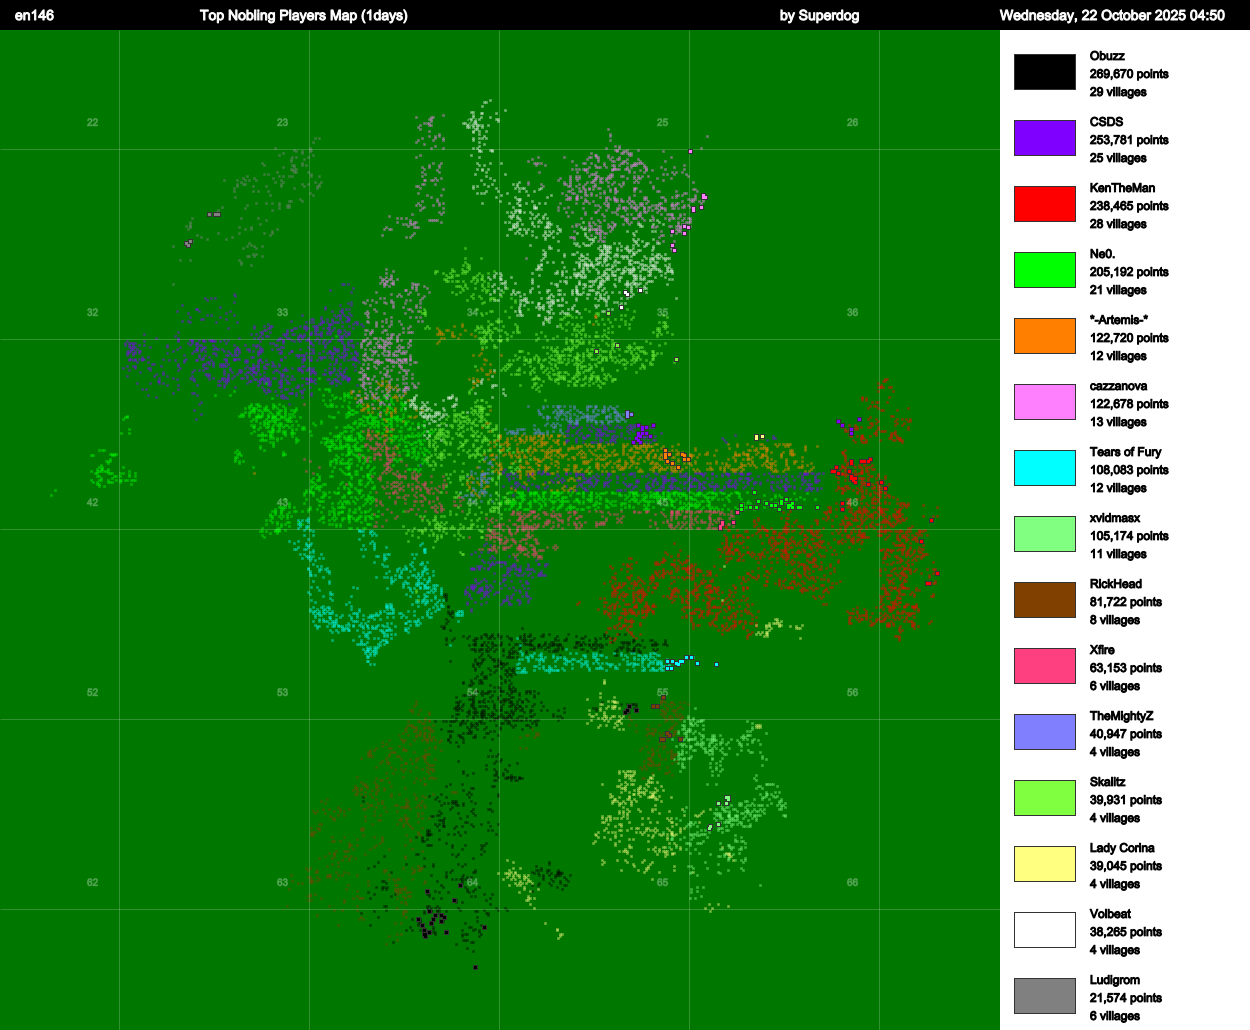 en146 Top Nobling Players Map (1days) by Superdog Wednesday, 22 October 2025 04:50
Obuzz
269,670 points
29 villages
CSDS
253,781 points
25 villages
KenTheMan
238,465 points
28 villages
Ne0.
205,192 points
21 villages
*-Artemis-*
122,720 points
12 villages
cazzanova
122,678 points
13 villages
Tears of Fury
108,083 points
12 villages
xvidmasx
105,174 points
11 villages
RickHead
81,722 points
8 villages
Xfire
63,153 points
6 villages
TheMightyZ
40,947 points
4 villages
Skalitz
39,931 points
4 villages
Lady Corina
39,045 points
4 villages
Volbeat
38,265 points
4 villages
Ludigrom
21,574 points
6 villages
22 23 25 26
32 33 34 35 36
42 43 46
52 53 54 55 56
62 63 64 65 66